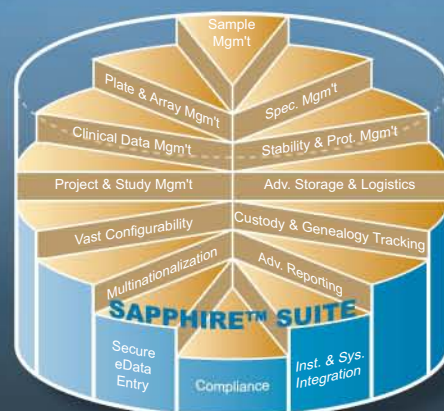 Sample
Mgm't
Plate & Array Mgm't
Spec. Mgm't
Clinical Data Mgm't
Stability & Prot. Mgm't
Project & Study Mgm't
Adv. Storage & Logistics
Vast Configurability
Custody & Genealogy Tracking
Multinationalization
Adv. Reporting
SAPPHIRE™ SUITE
Secure
eData
Entry
Compliance
Inst. & Sys.
Integration